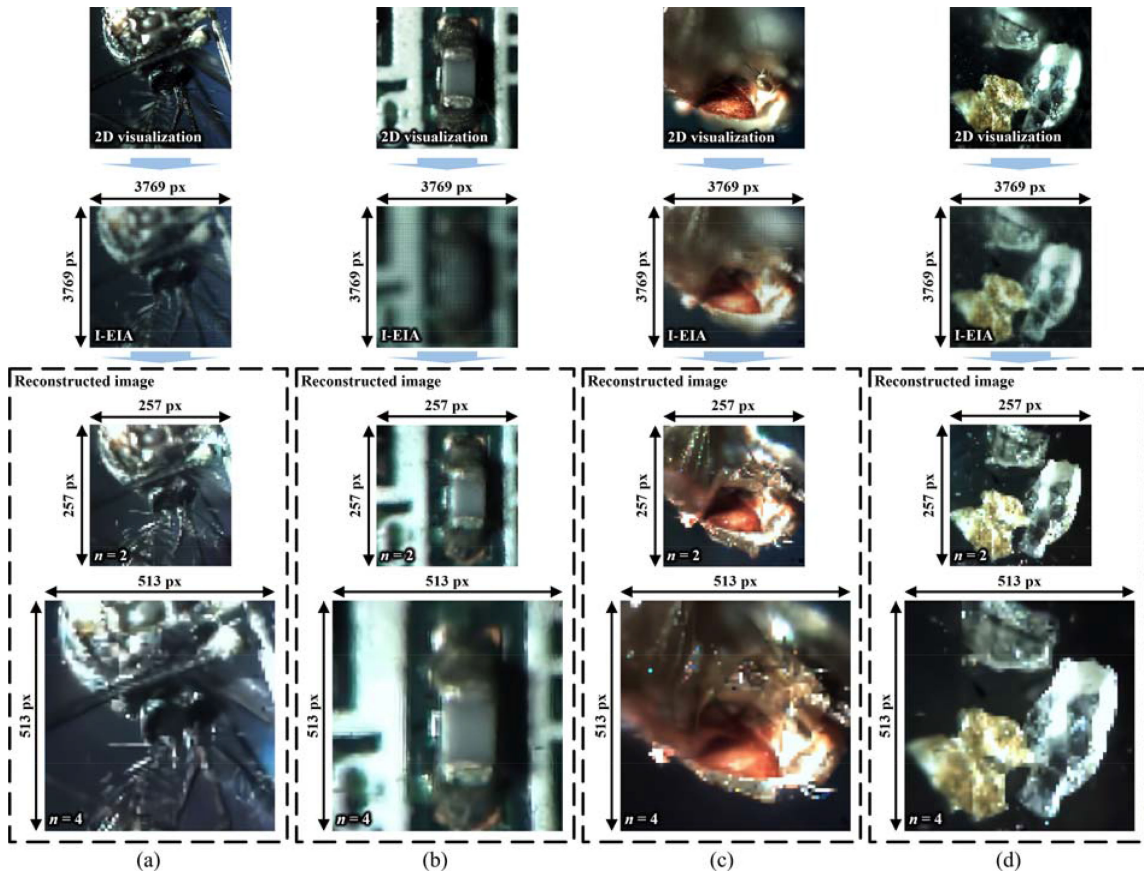 2D visualization
2D visualization
2D visualization
2D visualization
3769 px
3769 px
3769 px
3769 px
3769 px
I-EIA
3769 px
I-EIA
3769 px
I-EIA
3769 px
I-EIA
Reconstructed image
Reconstructed image
Reconstructed image
Reconstructed image
257 px
257 px
257 px
257 px
257 px
n = 2
257 px
n = 2
257 px
n = 2
257 px
n = 2
513 px
513 px
513 px
513 px
513 px
n = 4
513 px
n = 4
513 px
n = 4
513 px
n = 4
(a)
(b)
(c)
(d)